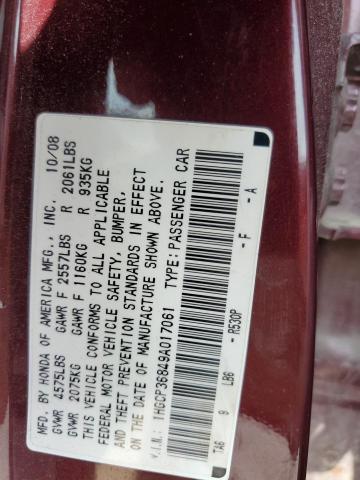 MFD. BY HONDA OF AMERICA MFG., INC. 10/08
GVWR 4575LBS GAWR F 2557LBS R 2061LBS
GVWR 2075KG GAWR F 1160KG R 935KG
THIS VEHICLE CONFORMS TO ALL APPLICABLE
FEDERAL MOTOR VEHICLE SAFETY, BUMPER,
AND THEFT PREVENTION STANDARDS IN EFFECT
ON THE DATE OF MANUFACTURE SHOWN ABOVE.
V.I.N.: 1HGCP36849A017061 TYPE:PASSENGER CAR
TA6 9 LB6 -R530P -F -A